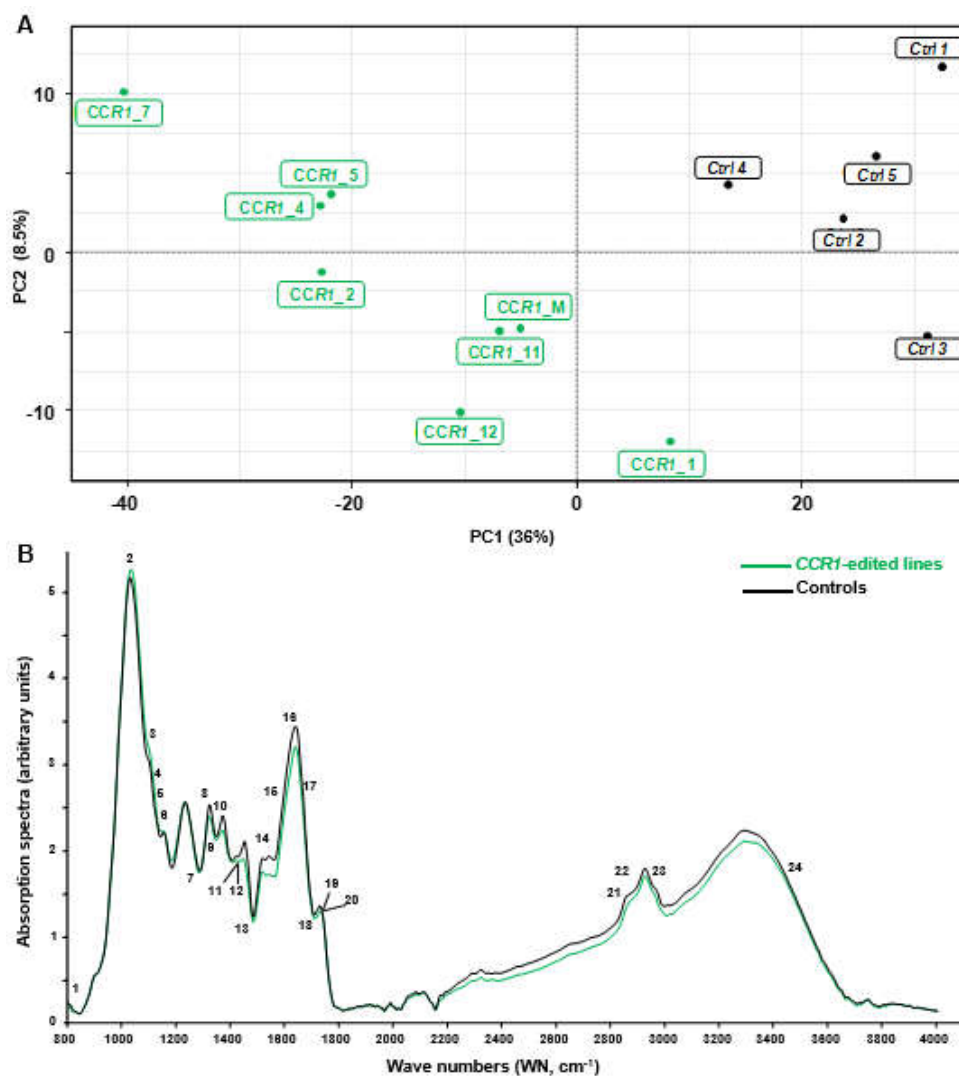 A
Ctrl 1
10
CCR1_7
CCR1_5
Ctrl 4
Ctrl 5
CCR1_4
Ctrl 2
0
PC2 (8.5%)
CCR1_2
CCR1_M
CCR1_11
Ctrl 3
-10
CCR1_12
CCR1_1
-40
-20
0
20
PC1 (36%)
B
2
CCR1-edited lines
Controls
5
4
3
2
1
0
Absorption spectra (arbitrary units)
1
3
4
5
6
7
8
9
10
11
12
13
14
15
16
17
18
19
20
21
22
23
24
800 1000 1200 1400 1600 1800 2000 2200 2400 2600 2800 3000 3200 3400 3600 3800 4000
Wave numbers (WN, cm⁻¹)